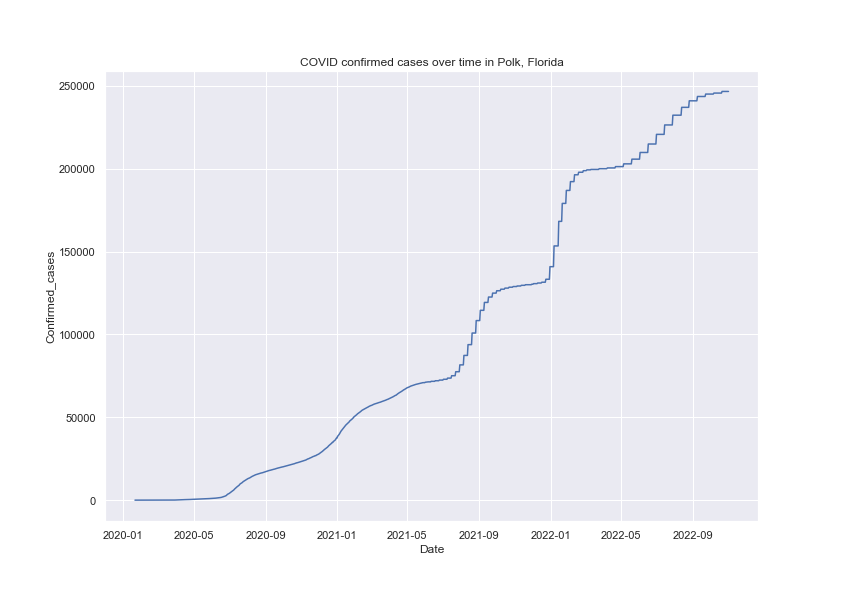 COVID confirmed cases over time in Polk, Florida
250000
200000
150000
100000
50000
0
Confirmed_cases
2020-01 2020-05 2020-09 2021-01 2021-05 2021-09 2022-01 2022-05 2022-09
Date